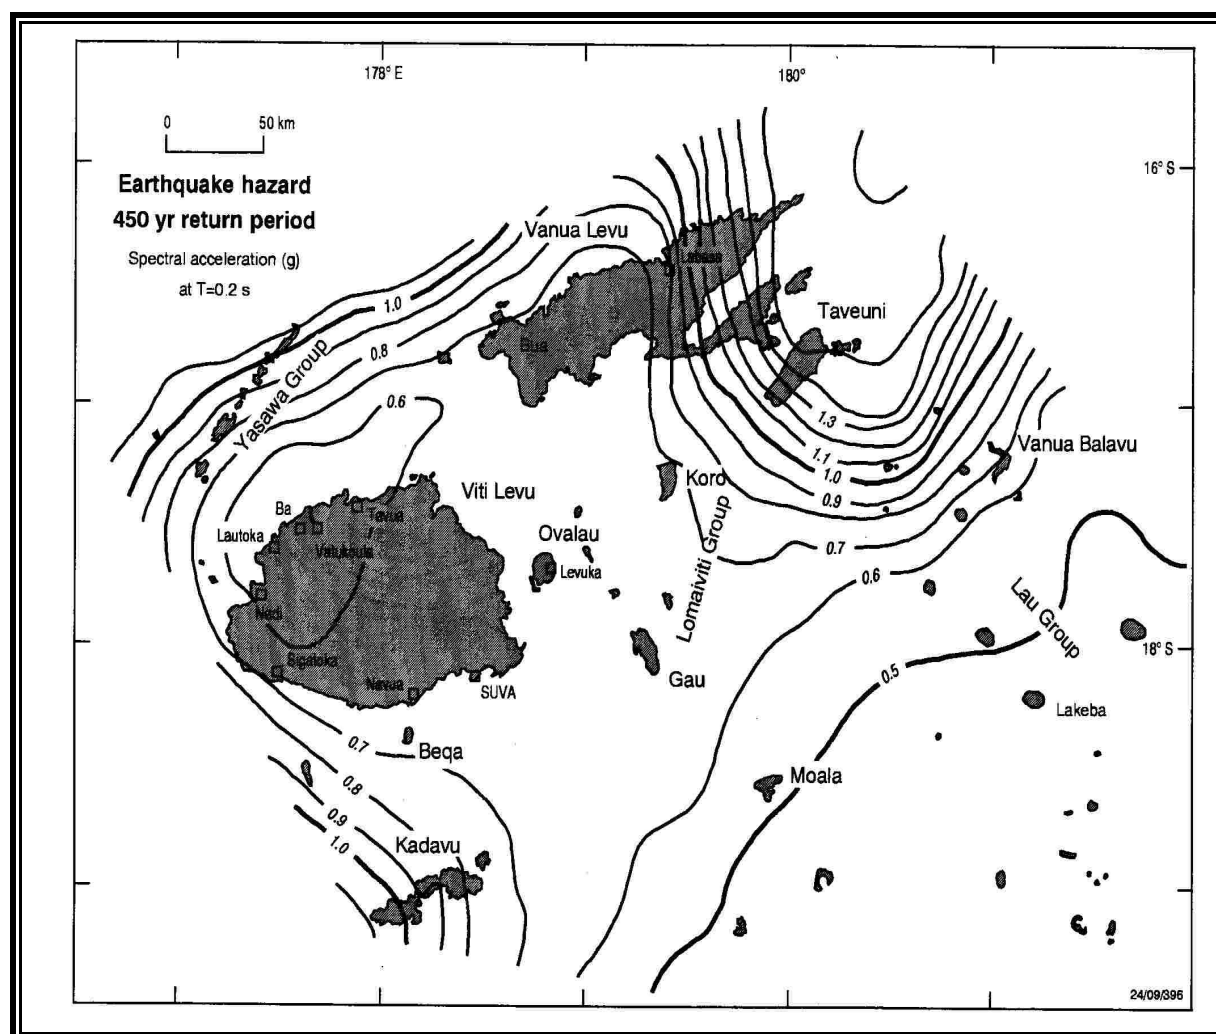 178° E
180°
0 50 km
16° S
Earthquake hazard
450 yr return period
Spectral acceleration (g)
at T=0.2 s
Vanua Levu
Labasa
1.0
Taveuni
0.8
Bua
Yasawa Group
0.6
1.3
1.1
1.0
0.9
Vanua Balavu
Koro
Viti Levu
Ba
Tavua
Lautoka
Vatukoula
Ovalau
Levuka
0.7
0.6
Lomaiviti Group
Nadi
Lau Group
18° S
Sigatoka
Navua
SUVA
Gau
0.5
Lakeba
0.7
Beqa
0.8
Moala
0.9
1.0
Kadavu
24/09/396